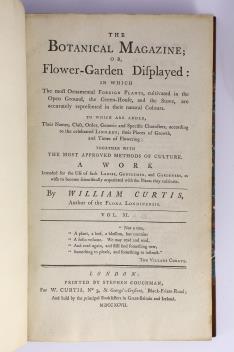 THE
BOTANICAL MAGAZINE;
OR,
Flower-Garden Displayed:
IN WHICH
The most Ornamental FOREIGN PLANTS, cultivated in the
Open Ground, the Green-House, and the Stove, are
accurately represented in their natural Colours.
TO WHICH ARE ADDED,
Their Names, Class, Order, Generic and Specific Characters, according
to the celebrated LINNÆUS; their Places of Growth,
and Times of Flowering:
TOGETHER WITH
THE MOST APPROVED METHODS OF CULTURE.
A WORK
Intended for the Use of such LADIES, GENTLEMEN, and GARDENERS, as
wish to become scientifically acquainted with the Plants they cultivate.
By WILLIAM CURTIS,
Author of the FLORA LONDINENSIS.
VOL. XI.
"Not a tree,
"A plant, a leaf, a blossom, but contains
"A folio volume. We may read and read,
"And read again, and still find something new,
"Something to please, and something to instruct."
THE VILLAGE CURATE.
LONDON:
PRINTED BY STEPHEN COUCHMAN,
For W. CURTIS, No 3, St. George's-Crescent, Black-Friars-Road;
And Sold by the principal Booksellers in Great-Britain and Ireland.
MDCCXCVII.